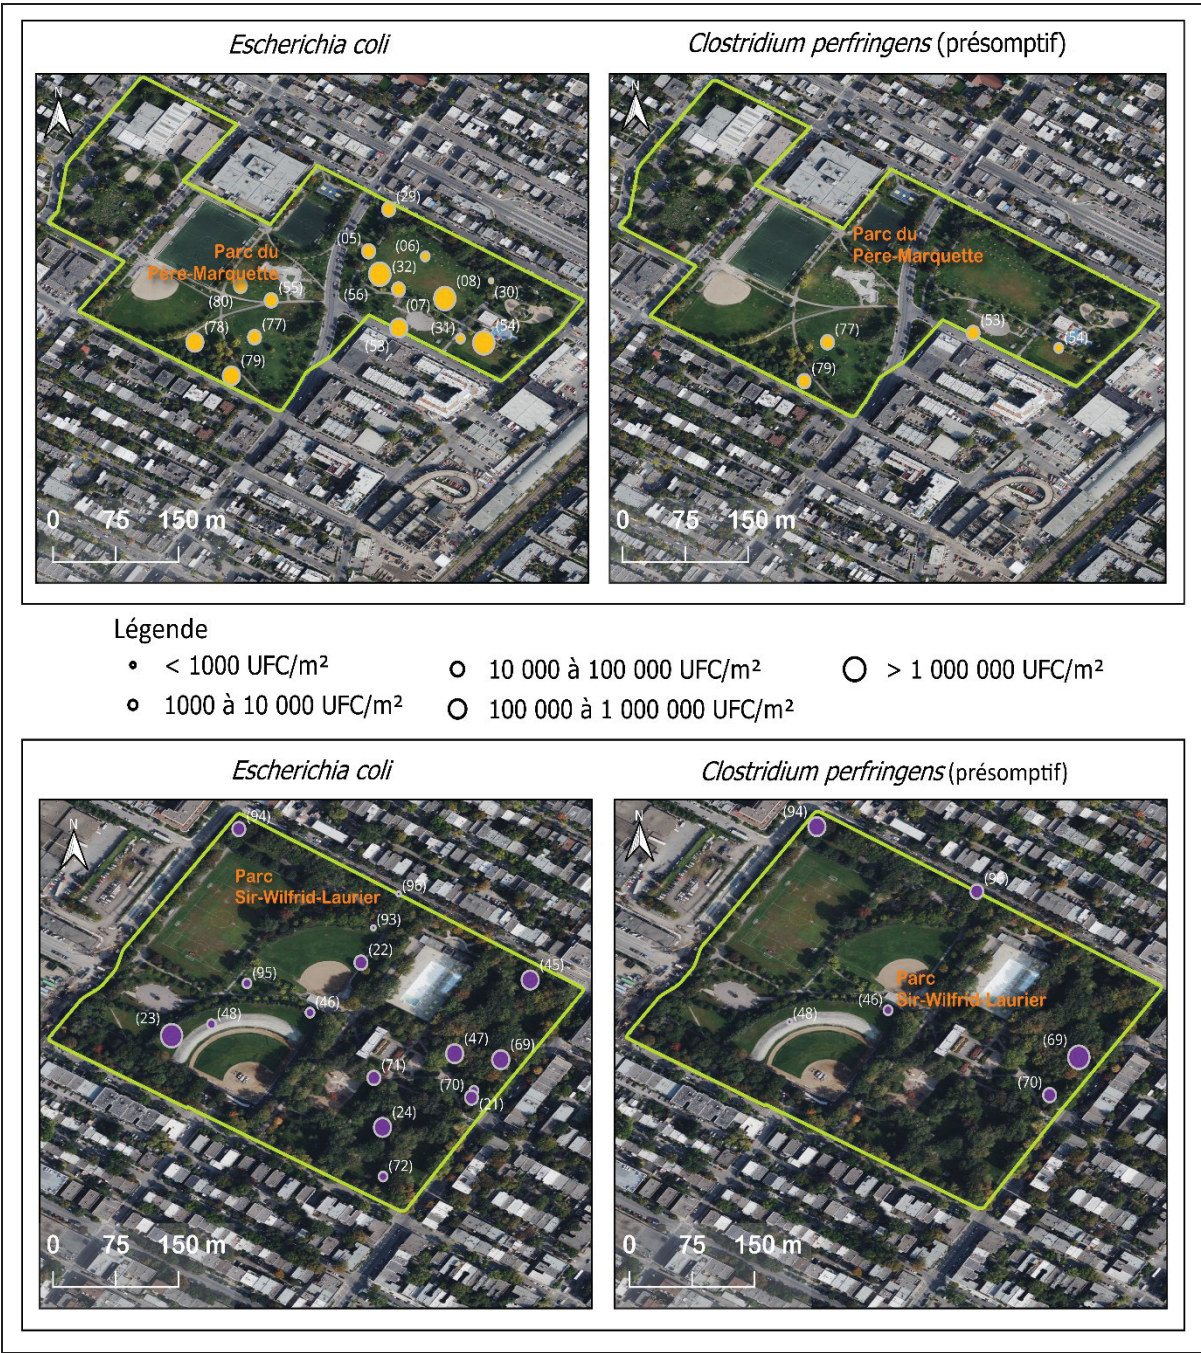 Escherichia coli
Clostridium perfringens (présomptif)
N
N
(29)
(05)
(06)
Parc du
Père-Marquette
(32)
(08)
(30)
(80)
(55)
(56)
(07)
(78)
(77)
(53)
(31)
(54)
(79)
0 75 150 m
Parc du
Père-Marquette
(53)
(77)
(54)
(79)
0 75 150 m
Légende
< 1000 UFC/m²
10 000 à 100 000 UFC/m²
> 1 000 000 UFC/m²
1000 à 10 000 UFC/m²
100 000 à 1 000 000 UFC/m²
Escherichia coli
Clostridium perfringens (présomptif)
N
N
(94)
Parc
Sir-Wilfrid-Laurier
(96)
(93)
(22)
(95)
(45)
(46)
(23)
(48)
(47)
(69)
(71)
(70)
(21)
(24)
(72)
0 75 150 m
(94)
(96)
Parc
Sir-Wilfrid-Laurier
(46)
(48)
(69)
(70)
0 75 150 m